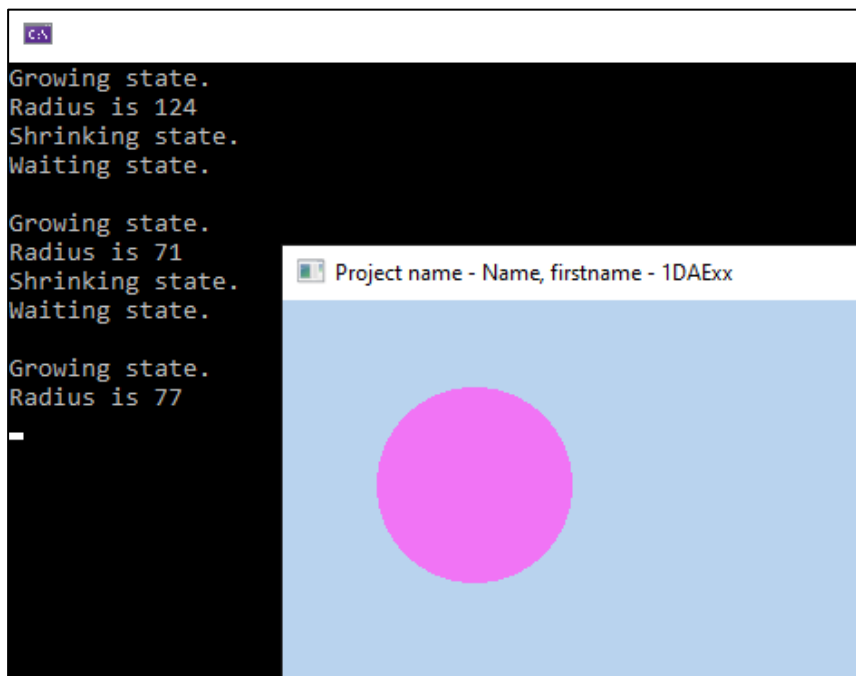 C:\
Growing state.
Radius is 124
Shrinking state.
Waiting state.
Growing state.
Radius is 71
Shrinking state.
Waiting state.
Growing state.
Radius is 77
Project name - Name, firstname - 1DAExx